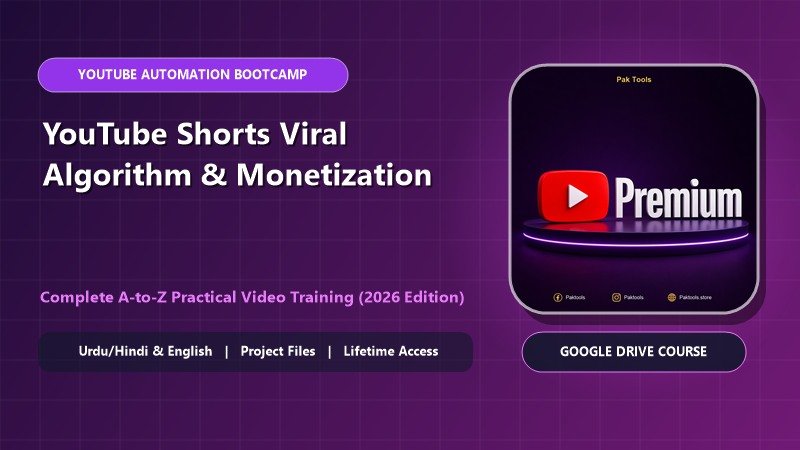 YOUTUBE AUTOMATION BOOTCAMP
YouTube Shorts Viral
Algorithm & Monetization
Complete A-to-Z Practical Video Training (2026 Edition)
Urdu/Hindi & English | Project Files | Lifetime Access
Pak Tools
Premium
Paktools Paktools Paktools.store
GOOGLE DRIVE COURSE